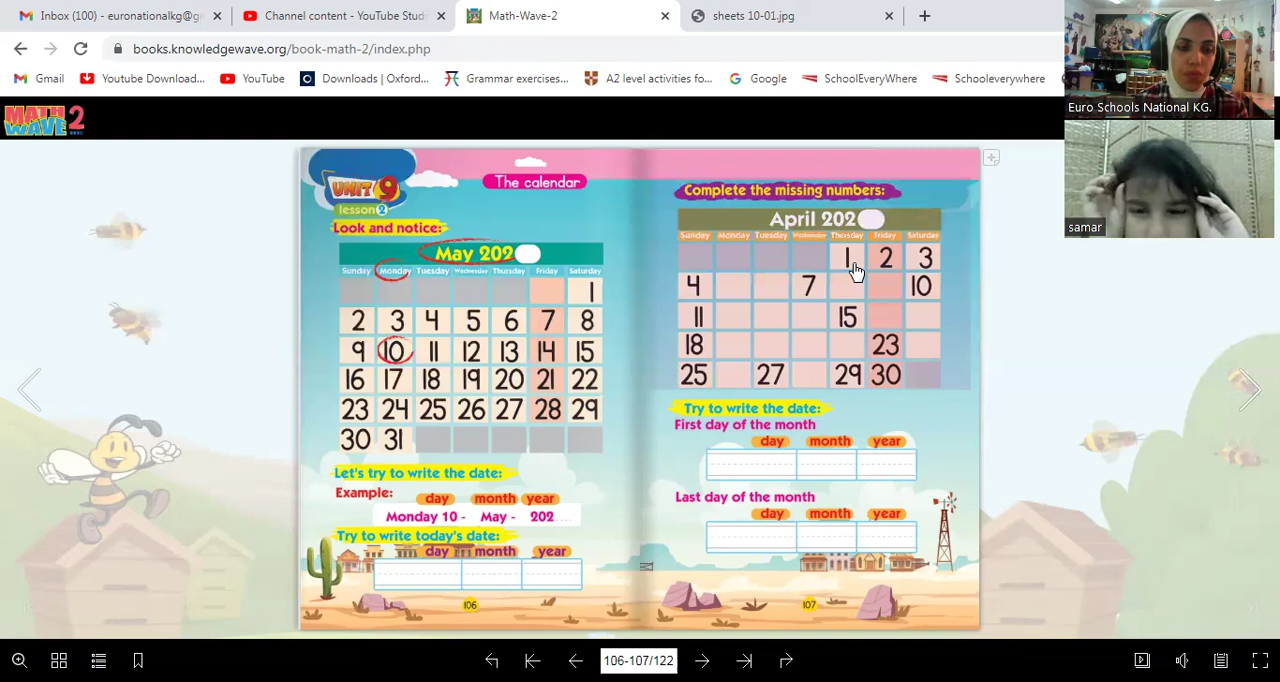 Inbox (100) - euronationalkg@g
Channel content - YouTube Stud
Math-Wave-2
sheets 10-01.jpg
books.knowledgewave.org/book-math-2/index.php
Gmail
Youtube Download...
YouTube
Downloads | Oxford...
Grammar exercises...
A2 level activities fo...
Google
SchoolEveryWhere
Schooleverywhere
Euro Schools National KG.
samar
MATH WAVE 2
UNIT 9
The calendar
lesson 2
Look and notice:
May 202
Sunday Monday Tuesday Wednesday Thursday Friday Saturday
1
2 3 4 5 6 7 8
9 10 11 12 13 14 15
16 17 18 19 20 21 22
23 24 25 26 27 28 29
30 31
Let's try to write the date:
Example:
day month year
Monday 10 - May - 202
Try to write today's date:
day month year
106
Complete the missing numbers:
April 202
Sunday Monday Tuesday Wednesday Thursday Friday Saturday
1 2 3
4 7 10
11 15
18 23
25 27 29 30
Try to write the date:
First day of the month
day month year
Last day of the month
day month year
107
106-107/122